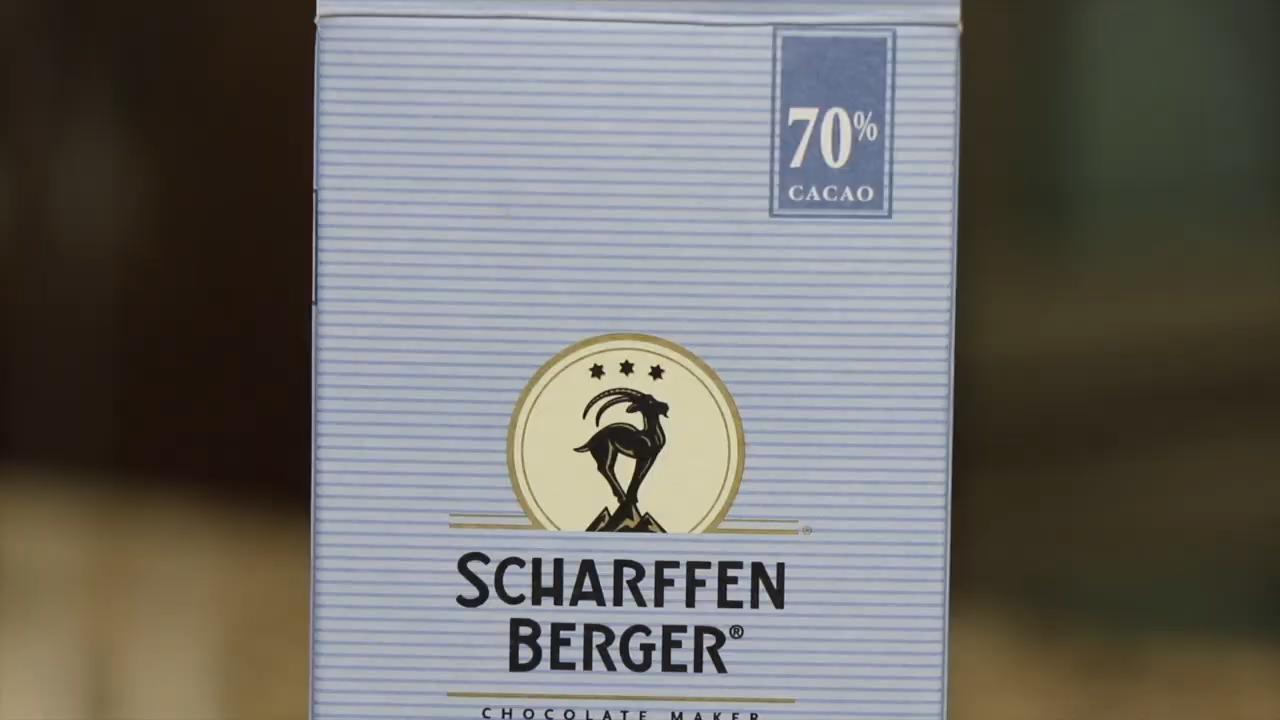 70%
CACAO
®
SCHARFFEN
BERGER®
CHOCOLATE MAKER